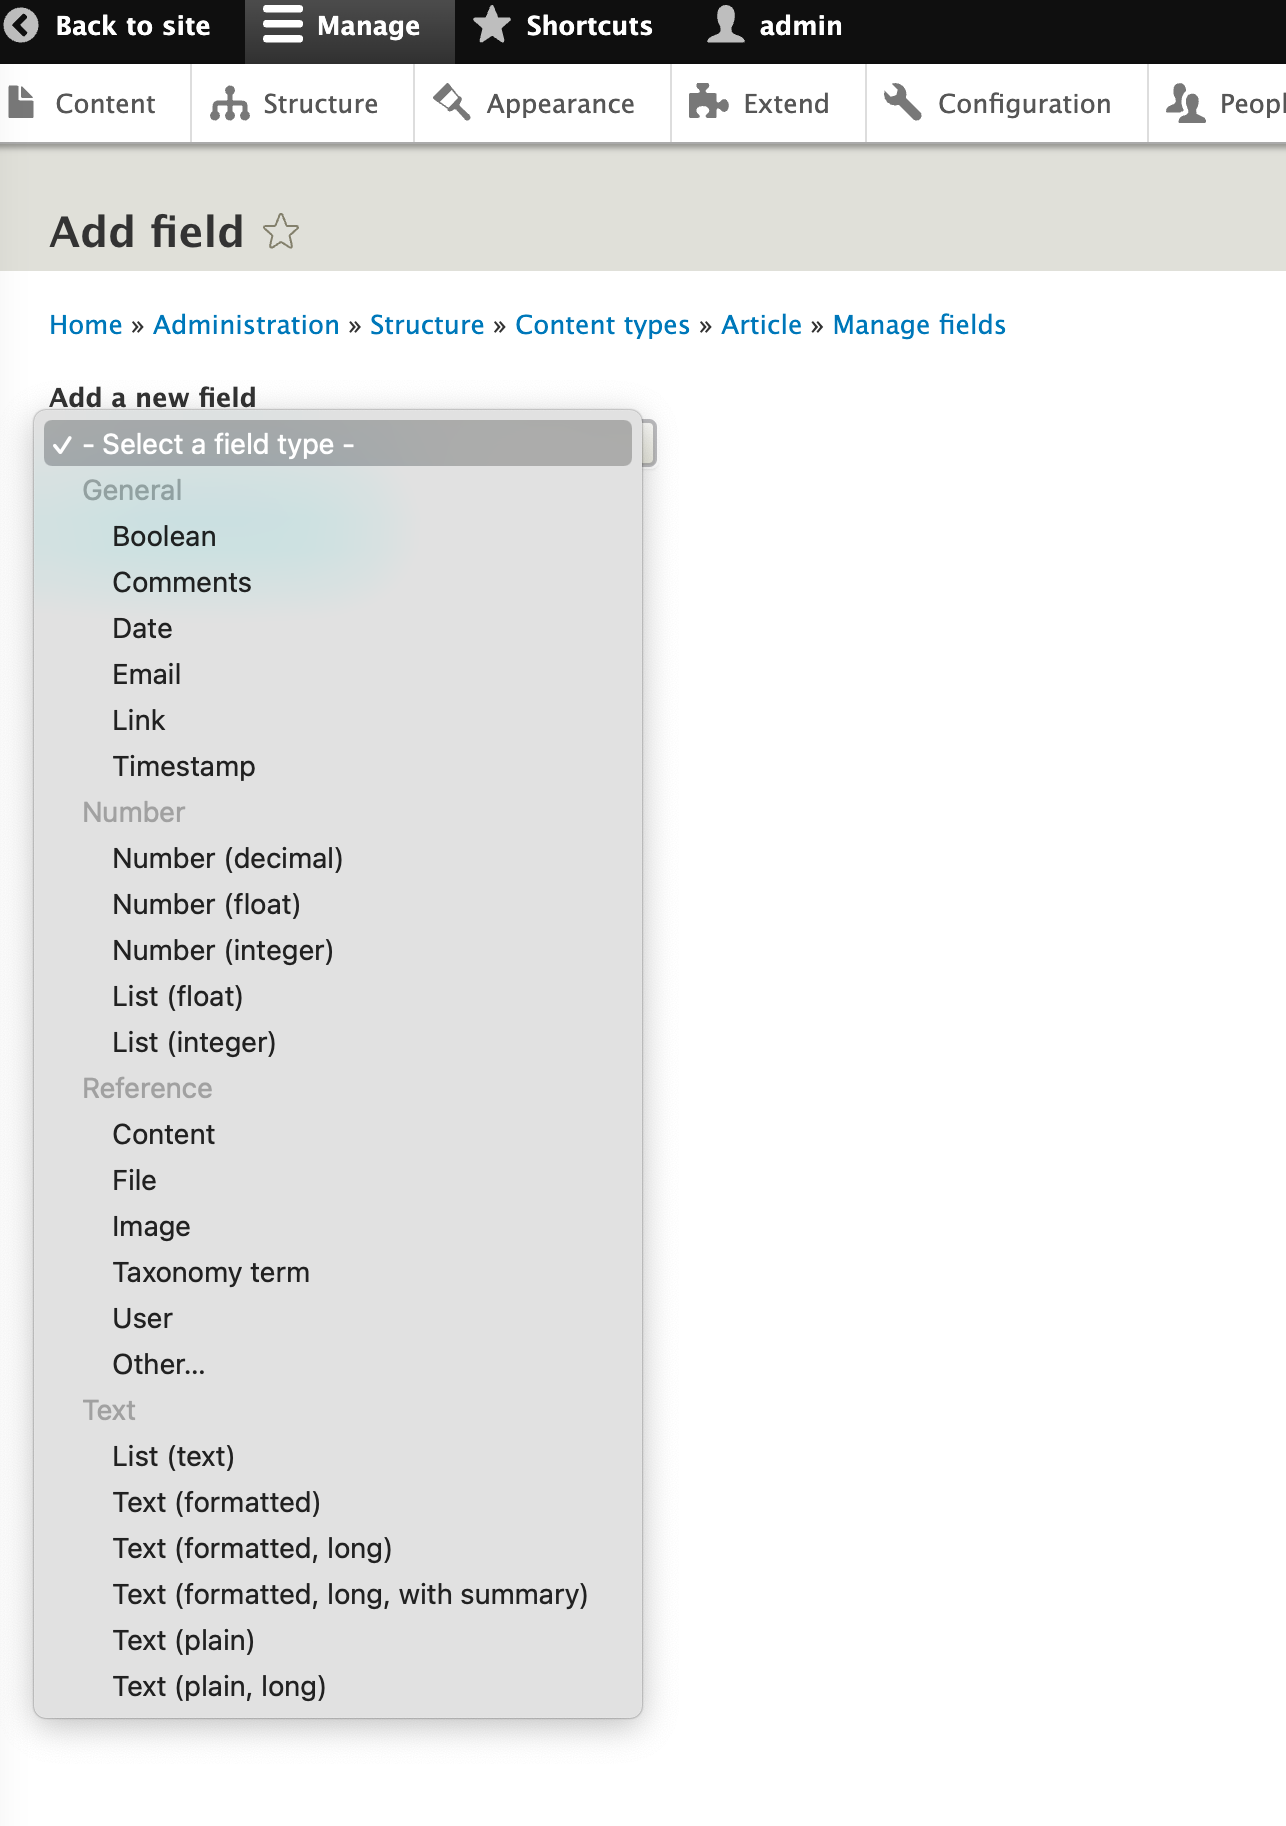 Back to site Manage Shortcuts admin
Content Structure Appearance Extend Configuration Peopl
Add field
Home » Administration » Structure » Content types » Article » Manage fields
Add a new field
✓ - Select a field type -
General
Boolean
Comments
Date
Email
Link
Timestamp
Number
Number (decimal)
Number (float)
Number (integer)
List (float)
List (integer)
Reference
Content
File
Image
Taxonomy term
User
Other...
Text
List (text)
Text (formatted)
Text (formatted, long)
Text (formatted, long, with summary)
Text (plain)
Text (plain, long)